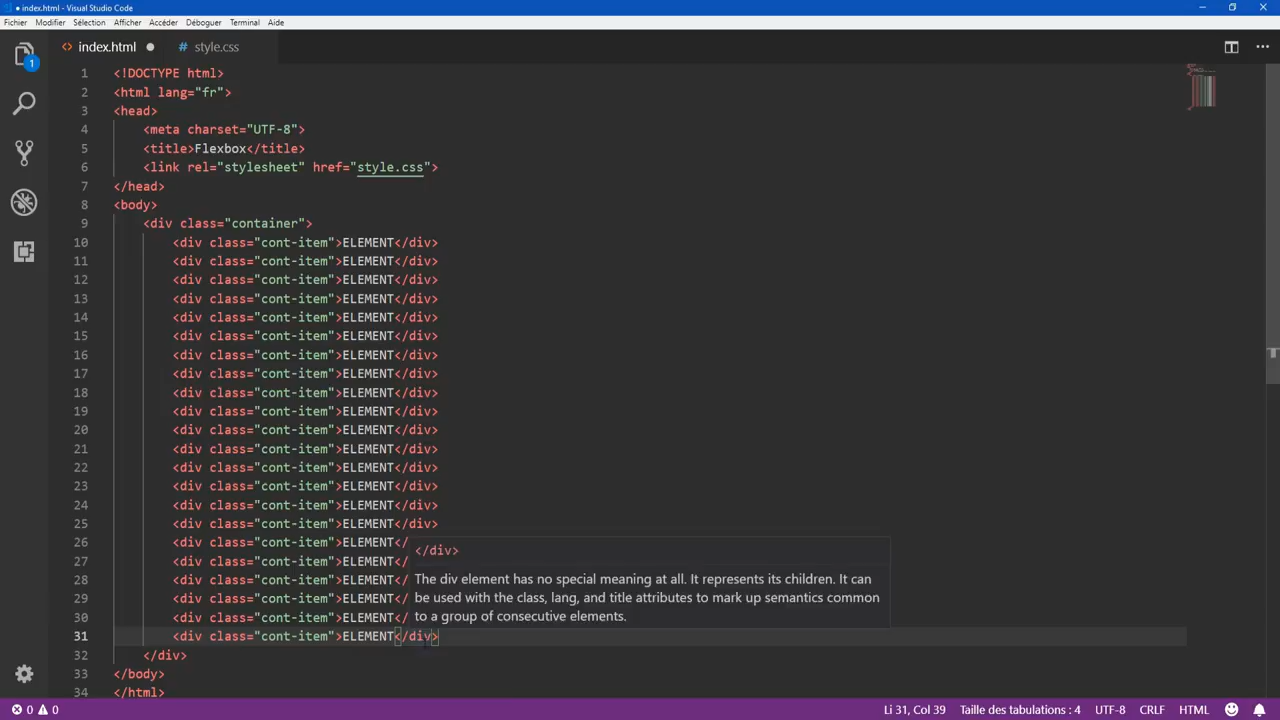 ● index.html - Visual Studio Code
Fichier Modifier Sélection Afficher Accéder Déboguer Terminal Aide
<> index.html ● # style.css
1 <!DOCTYPE html>
2 <html lang="fr">
3 <head>
4 <meta charset="UTF-8">
5 <title>Flexbox</title>
6 <link rel="stylesheet" href="style.css">
7 </head>
8 <body>
9 <div class="container">
10 <div class="cont-item">ELEMENT</div>
11 <div class="cont-item">ELEMENT</div>
12 <div class="cont-item">ELEMENT</div>
13 <div class="cont-item">ELEMENT</div>
14 <div class="cont-item">ELEMENT</div>
15 <div class="cont-item">ELEMENT</div>
16 <div class="cont-item">ELEMENT</div>
17 <div class="cont-item">ELEMENT</div>
18 <div class="cont-item">ELEMENT</div>
19 <div class="cont-item">ELEMENT</div>
20 <div class="cont-item">ELEMENT</div>
21 <div class="cont-item">ELEMENT</div>
22 <div class="cont-item">ELEMENT</div>
23 <div class="cont-item">ELEMENT</div>
24 <div class="cont-item">ELEMENT</div>
25 <div class="cont-item">ELEMENT</div>
26 <div class="cont-item">ELEMENT</
27 <div class="cont-item">ELEMENT</
28 <div class="cont-item">ELEMENT</
29 <div class="cont-item">ELEMENT</
30 <div class="cont-item">ELEMENT</
31 <div class="cont-item">ELEMENT</div>
32 </div>
33 </body>
34 </html>
</div>
The div element has no special meaning at all. It represents its children. It can
be used with the class, lang, and title attributes to mark up semantics common
to a group of consecutive elements.
1
0 0
Li 31, Col 39 Taille des tabulations : 4 UTF-8 CRLF HTML